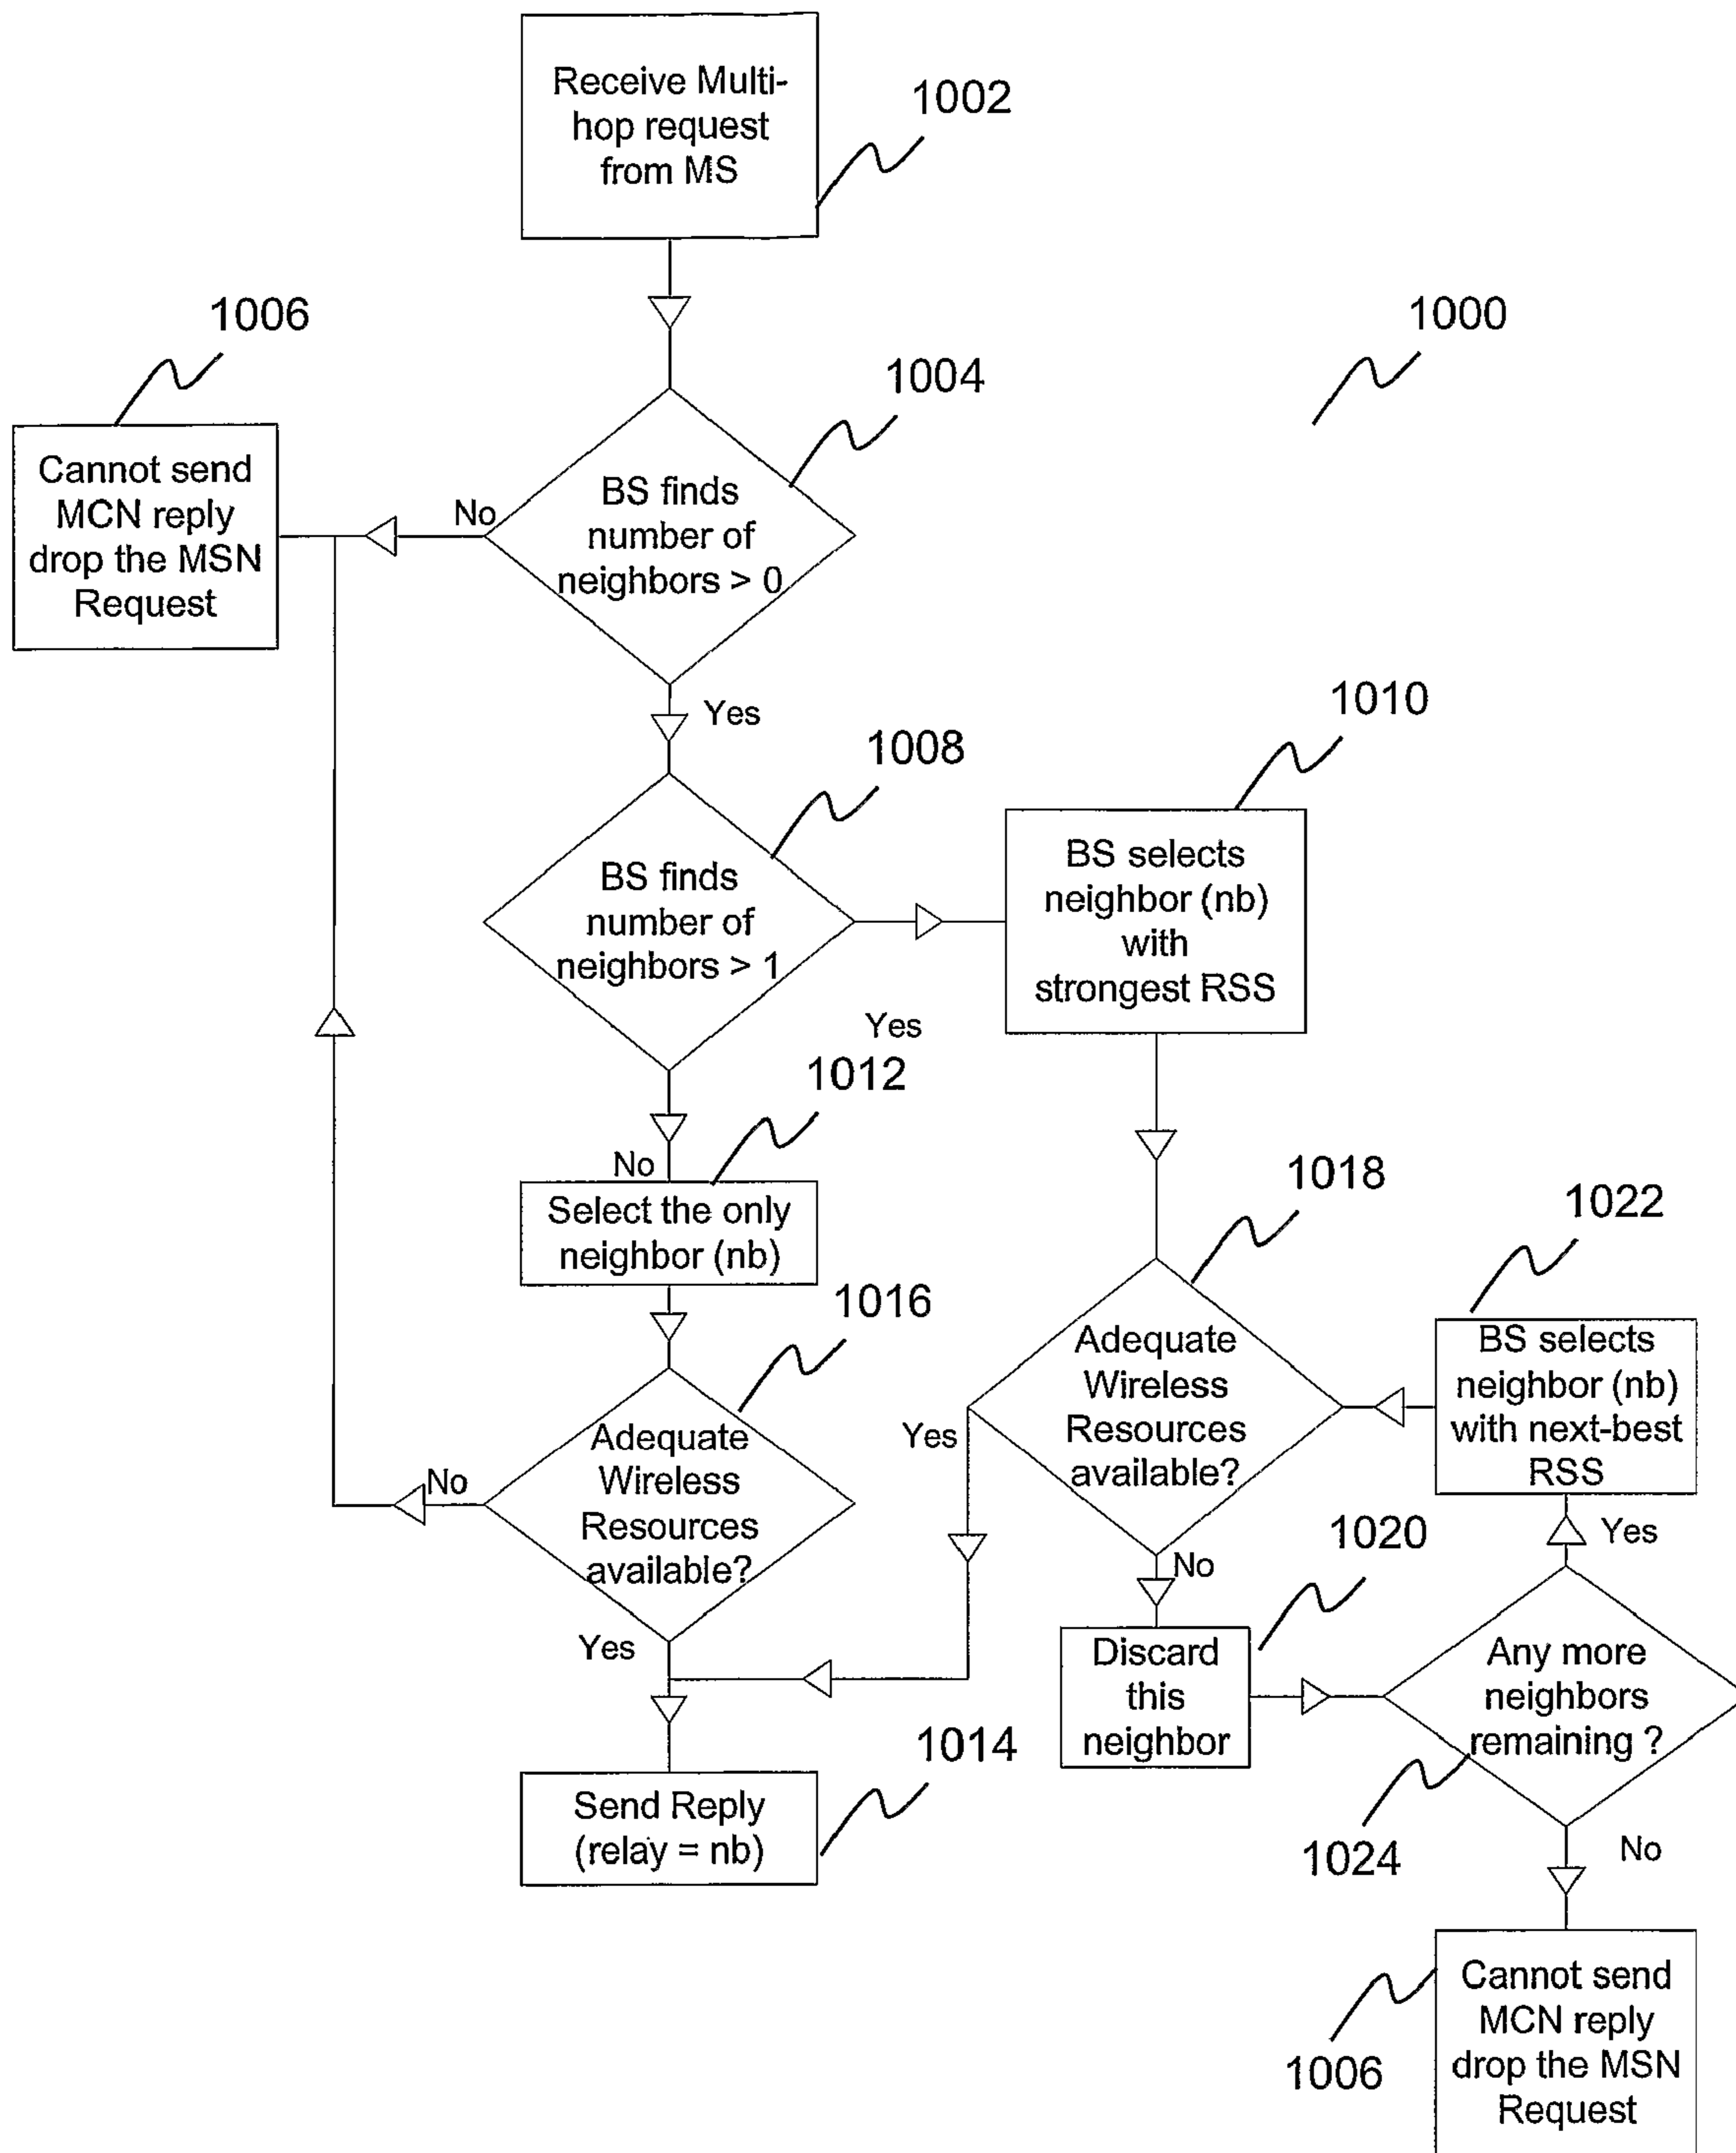 Receive Multi-
hop request
from MS
1002
1006
1000
1004
Cannot send
MCN reply
drop the MSN
Request
No
BS finds
number of
neighbors > 0
Yes
1010
1008
BS finds
number of
neighbors > 1
BS selects
neighbor (nb)
with
strongest RSS
Yes
1012
No
Select the only
neighbor (nb)
1018
1022
1016
Adequate
Wireless
Resources
available?
BS selects
neighbor (nb)
with next-best
RSS
Yes
No
Adequate
Wireless
Resources
available?
Yes
No
1020
Yes
Discard
this
neighbor
Any more
neighbors
remaining ?
1014
Send Reply
(relay = nb)
1024
No
1006
Cannot send
MCN reply
drop the MSN
Request